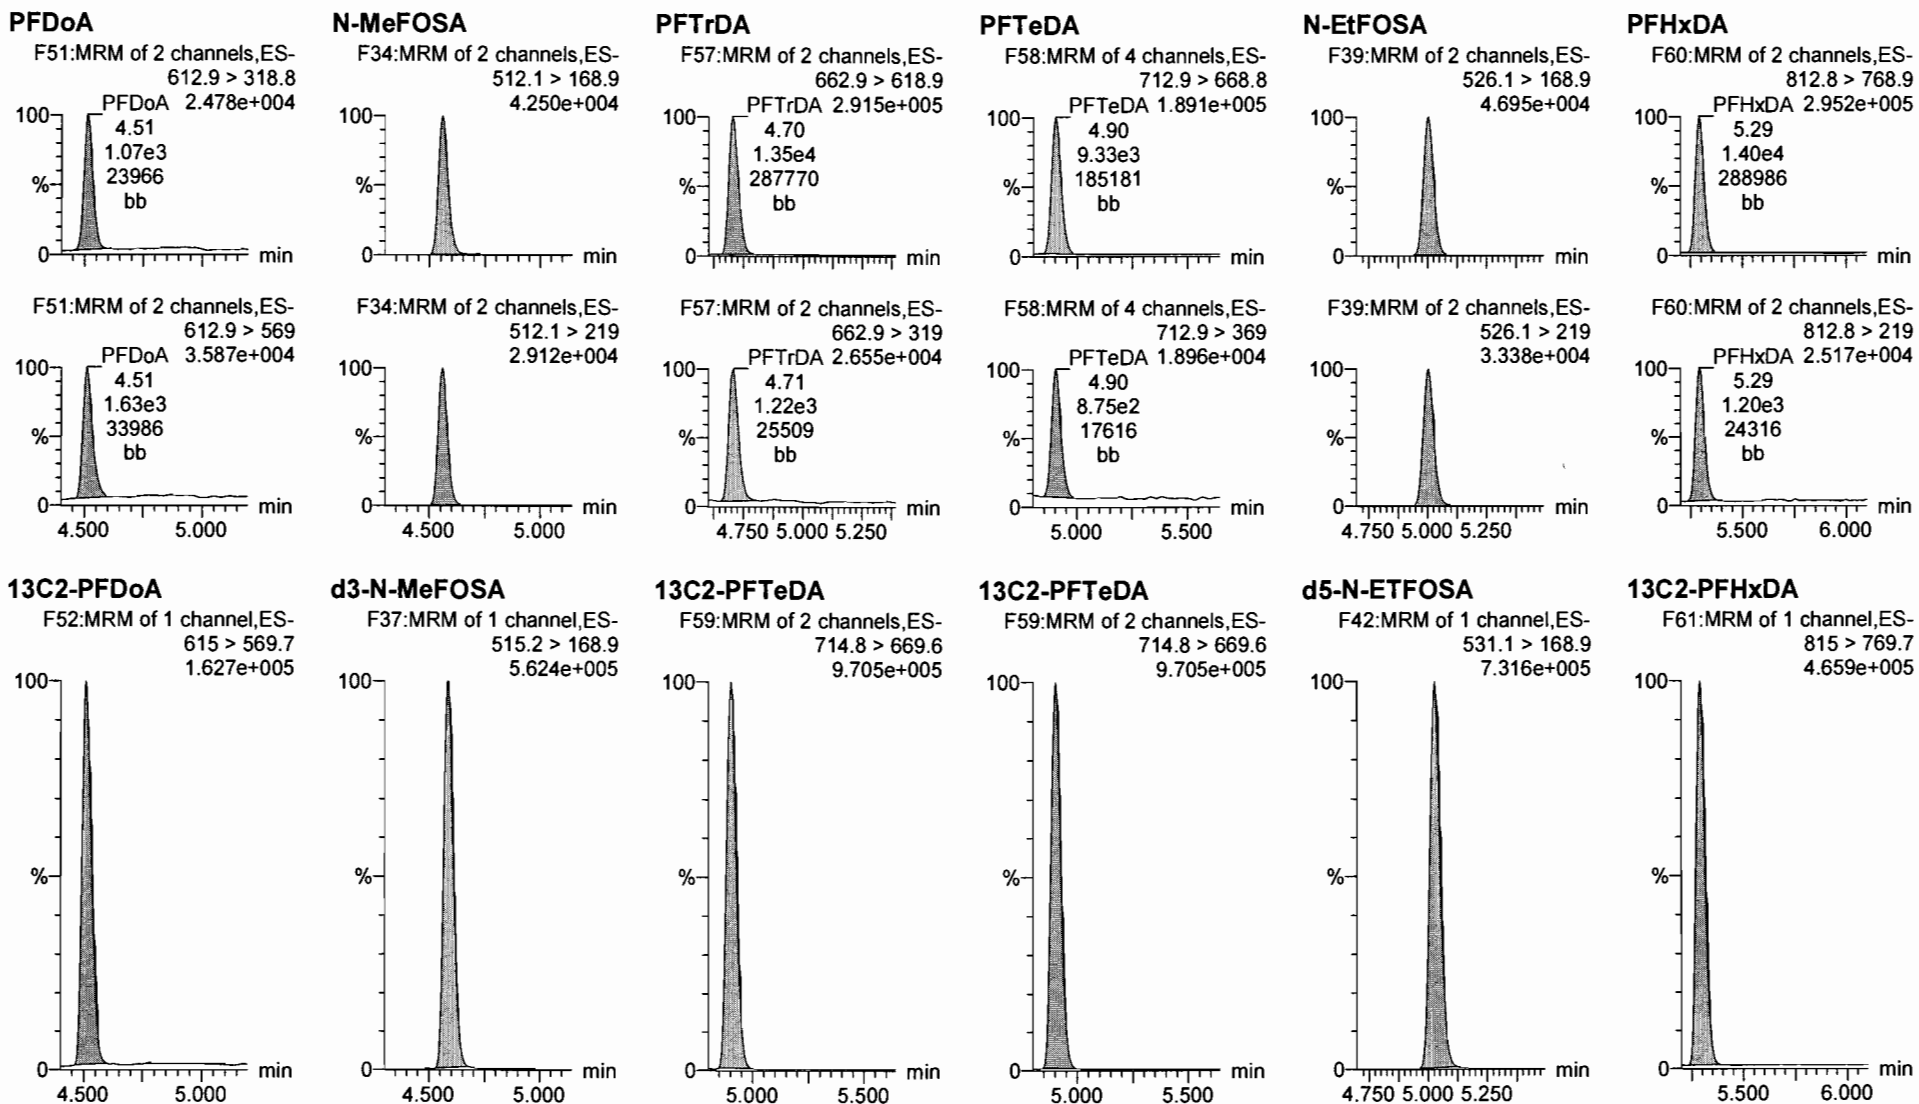 PFDoA
F51:MRM of 2 channels,ES-
612.9 > 318.8
PFDoA 2.478e+004
100
4.51
1.07e3
23966
bb
%
0
min
F51:MRM of 2 channels,ES-
612.9 > 569
PFDoA 3.587e+004
100
4.51
1.63e3
33986
bb
%
0
min
4.500 5.000
N-MeFOSA
F34:MRM of 2 channels,ES-
512.1 > 168.9
4.250e+004
100
%
0
min
F34:MRM of 2 channels,ES-
512.1 > 219
2.912e+004
100
%
0
min
4.500 5.000
PFTrDA
F57:MRM of 2 channels,ES-
662.9 > 618.9
PFTrDA 2.915e+005
100
4.70
1.35e4
287770
bb
%
0
min
F57:MRM of 2 channels,ES-
662.9 > 319
PFTrDA 2.655e+004
100
4.71
1.22e3
25509
bb
%
0
min
4.750 5.000 5.250
PFTeDA
F58:MRM of 4 channels,ES-
712.9 > 668.8
PFTeDA 1.891e+005
100
4.90
9.33e3
185181
bb
%
0
min
F58:MRM of 4 channels,ES-
712.9 > 369
PFTeDA 1.896e+004
100
4.90
8.75e2
17616
bb
%
0
min
5.000 5.500
N-EtFOSA
F39:MRM of 2 channels,ES-
526.1 > 168.9
4.695e+004
100
%
0
min
F39:MRM of 2 channels,ES-
526.1 > 219
3.338e+004
100
%
0
min
4.750 5.000 5.250
PFHxDA
F60:MRM of 2 channels,ES-
812.8 > 768.9
PFHxDA 2.952e+005
100
5.29
1.40e4
288986
bb
%
0
min
F60:MRM of 2 channels,ES-
812.8 > 219
PFHxDA 2.517e+004
100
5.29
1.20e3
24316
bb
%
0
min
5.500 6.000
13C2-PFDoA
F52:MRM of 1 channel,ES-
615 > 569.7
1.627e+005
100
%
0
min
4.500 5.000
d3-N-MeFOSA
F37:MRM of 1 channel,ES-
515.2 > 168.9
5.624e+005
100
%
0
min
4.500 5.000
13C2-PFTeDA
F59:MRM of 2 channels,ES-
714.8 > 669.6
9.705e+005
100
%
0
min
5.000 5.500
13C2-PFTeDA
F59:MRM of 2 channels,ES-
714.8 > 669.6
9.705e+005
100
%
0
min
5.000 5.500
d5-N-ETFOSA
F42:MRM of 1 channel,ES-
531.1 > 168.9
7.316e+005
100
%
0
min
4.750 5.000 5.250
13C2-PFHxDA
F61:MRM of 1 channel,ES-
815 > 769.7
4.659e+005
100
%
0
min
5.500 6.000